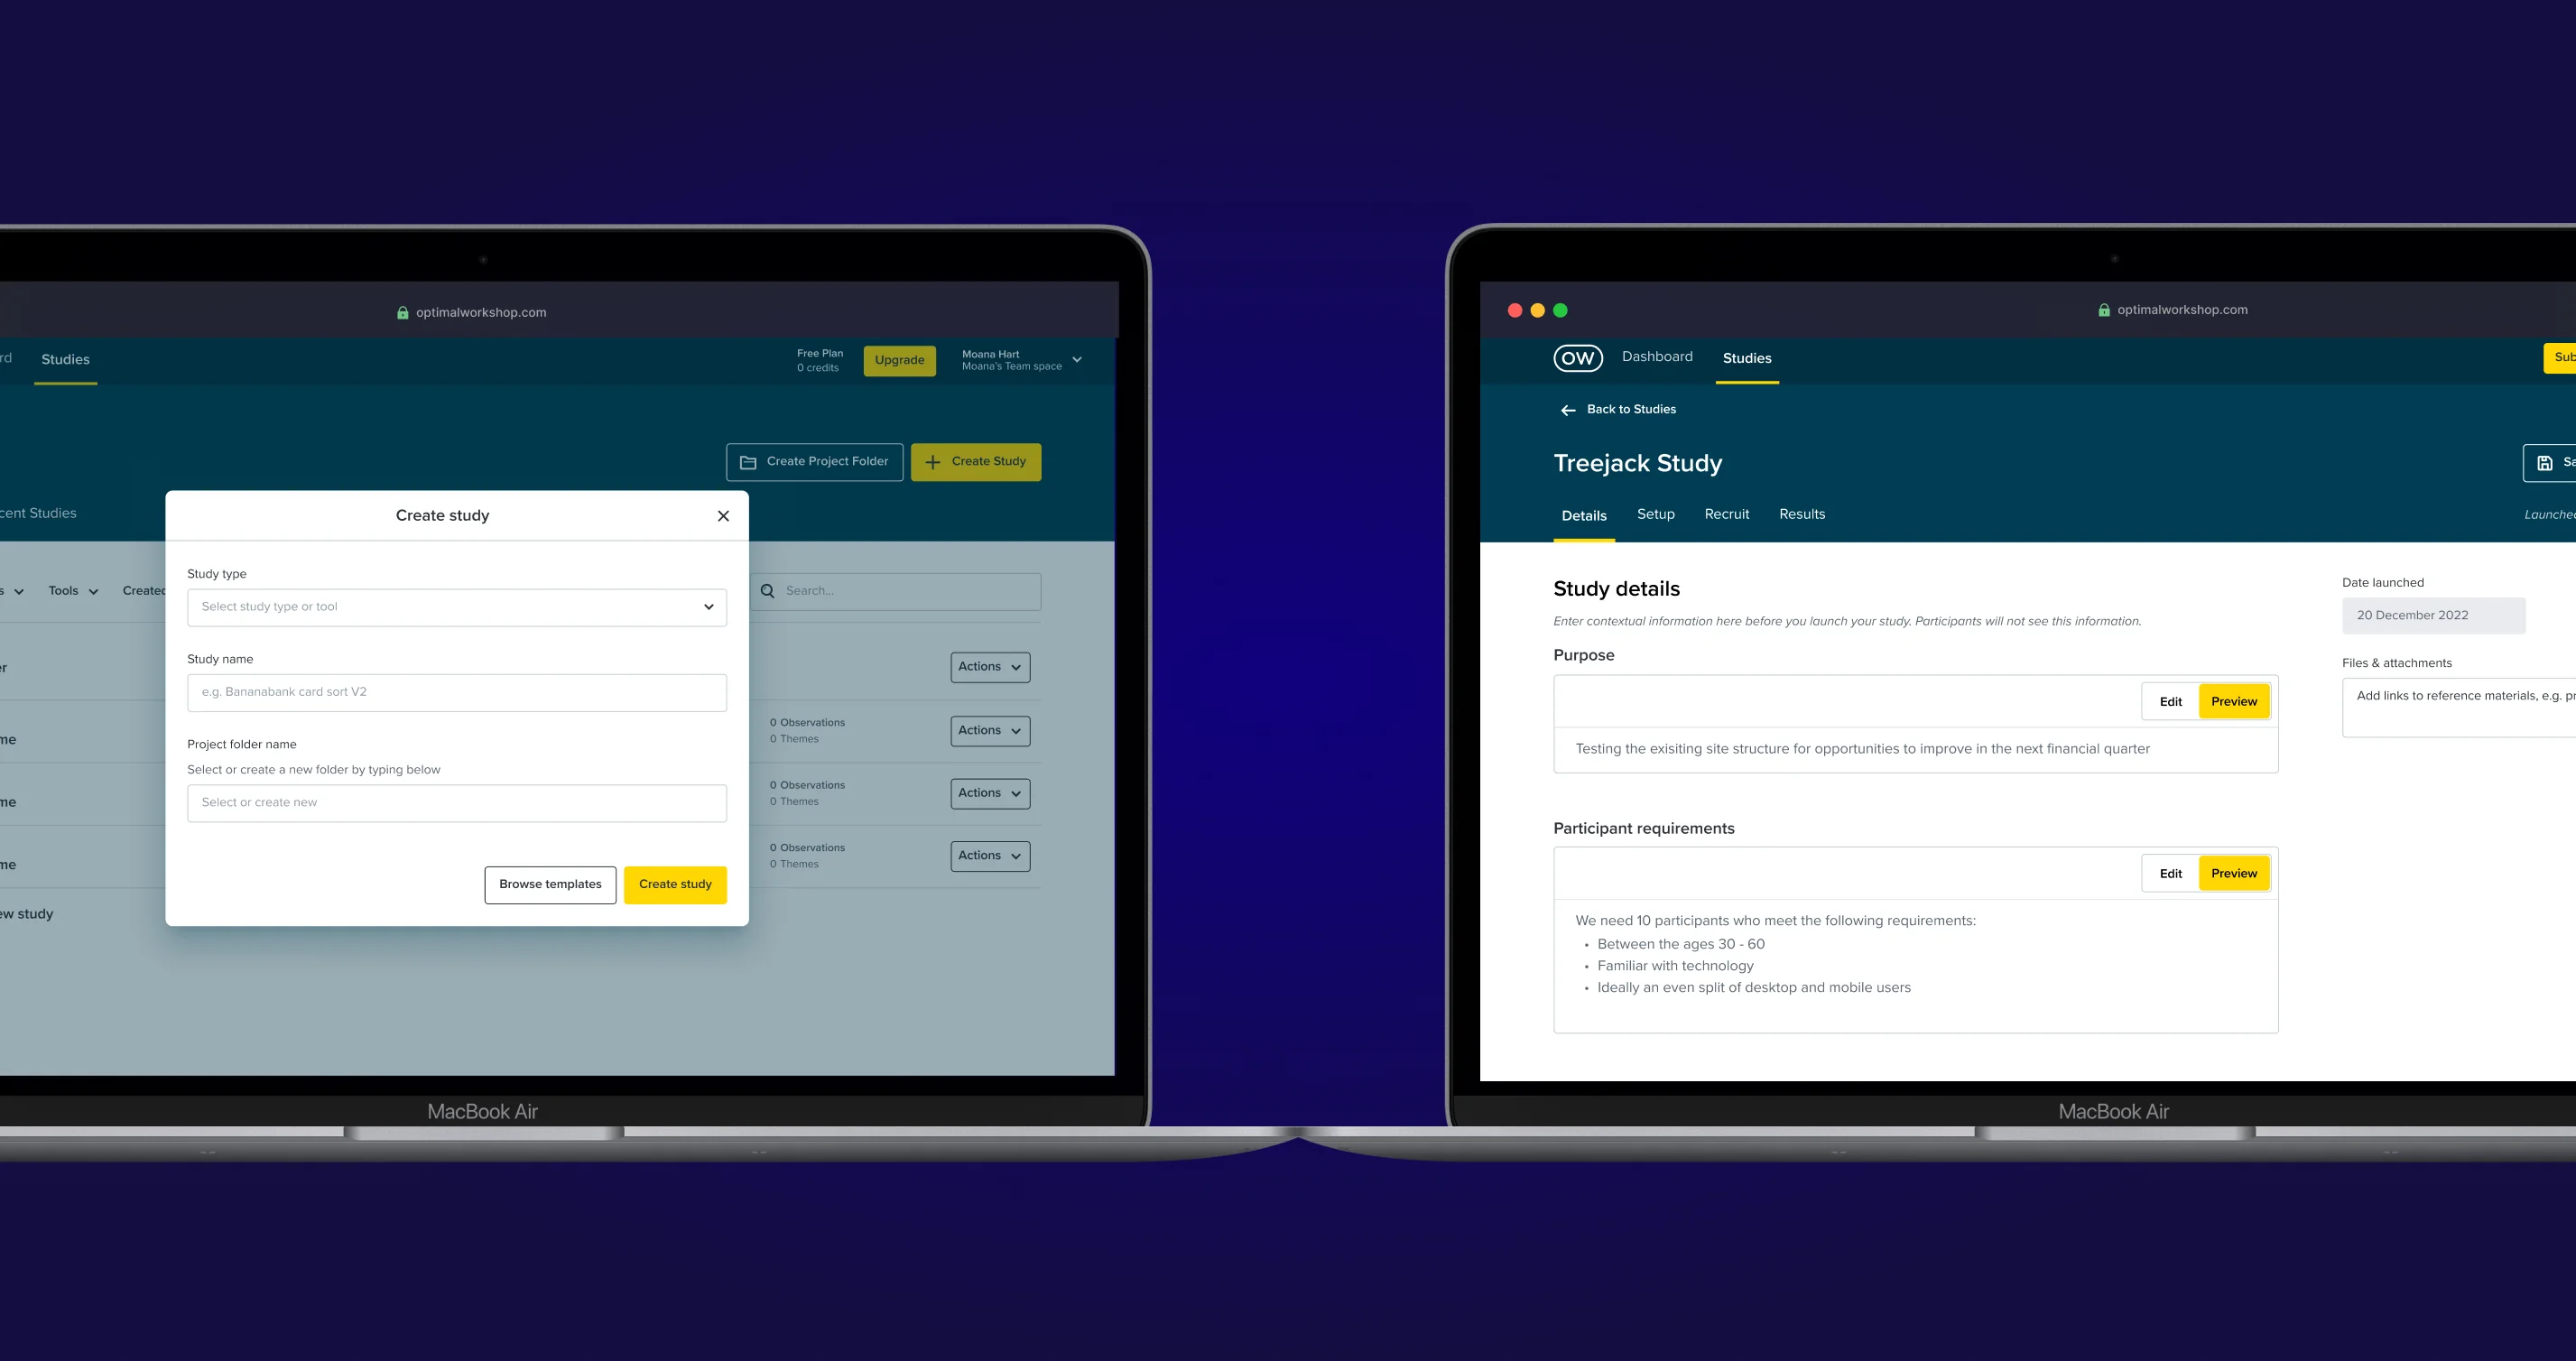 optimalworkshop.com
rd
Studies
Free Plan
0 credits
Upgrade
Moana Hart
Moana's Team space
Create Project Folder
Create Study
cent Studies
s
Tools
Created
Search...
er
Actions
me
0 Observations
0 Themes
Actions
me
0 Observations
0 Themes
Actions
me
0 Observations
0 Themes
Actions
ew study
Create study
Study type
Select study type or tool
Study name
e.g. Bananabank card sort V2
Project folder name
Select or create a new folder by typing below
Select or create new
Browse templates
Create study
MacBook Air
optimalworkshop.com
OW
Dashboard
Studies
Sub
Back to Studies
Treejack Study
Sa
Details
Setup
Recruit
Results
Launched
Study details
Enter contextual information here before you launch your study. Participants will not see this information.
Purpose
Edit
Preview
Testing the exisiting site structure for opportunities to improve in the next financial quarter
Participant requirements
Edit
Preview
We need 10 participants who meet the following requirements:
• Between the ages 30 - 60
• Familiar with technology
• Ideally an even split of desktop and mobile users
Date launched
20 December 2022
Files & attachments
Add links to reference materials, e.g. pr
MacBook Air